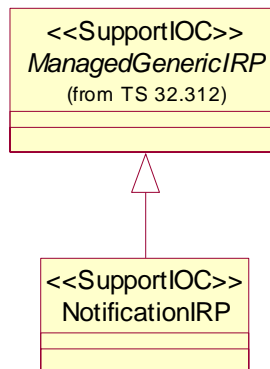 <<SupportIOC>>
ManagedGenericIRP
(from TS 32.312)
<<SupportIOC>>
NotificationIRP